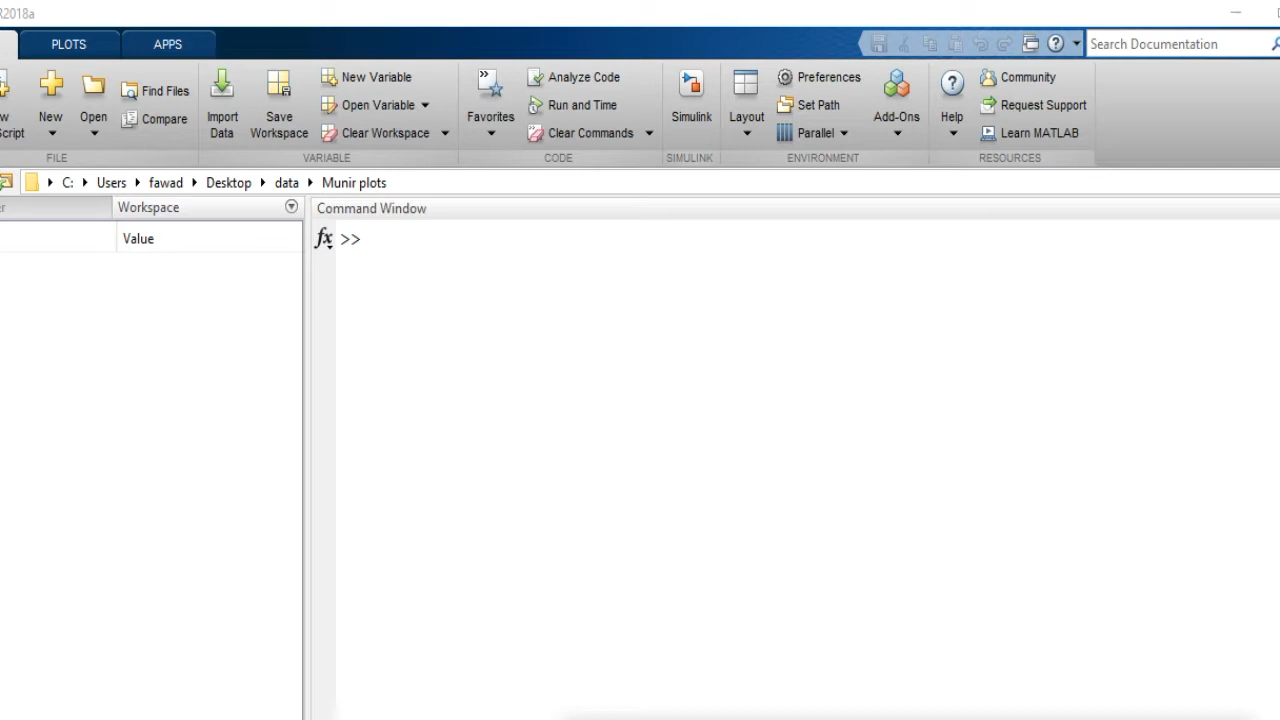 R2018a
PLOTS APPS Search Documentation
New Variable Analyze Code Preferences Community
Find Files Open Variable Run and Time Set Path Request Support
New Open Compare Import Data Save Workspace Clear Workspace Favorites Clear Commands Simulink Layout Parallel Add-Ons Help Learn MATLAB
Script
FILE VARIABLE CODE SIMULINK ENVIRONMENT RESOURCES
C: Users fawad Desktop data Munir plots
Workspace Command Window
Value fx >>